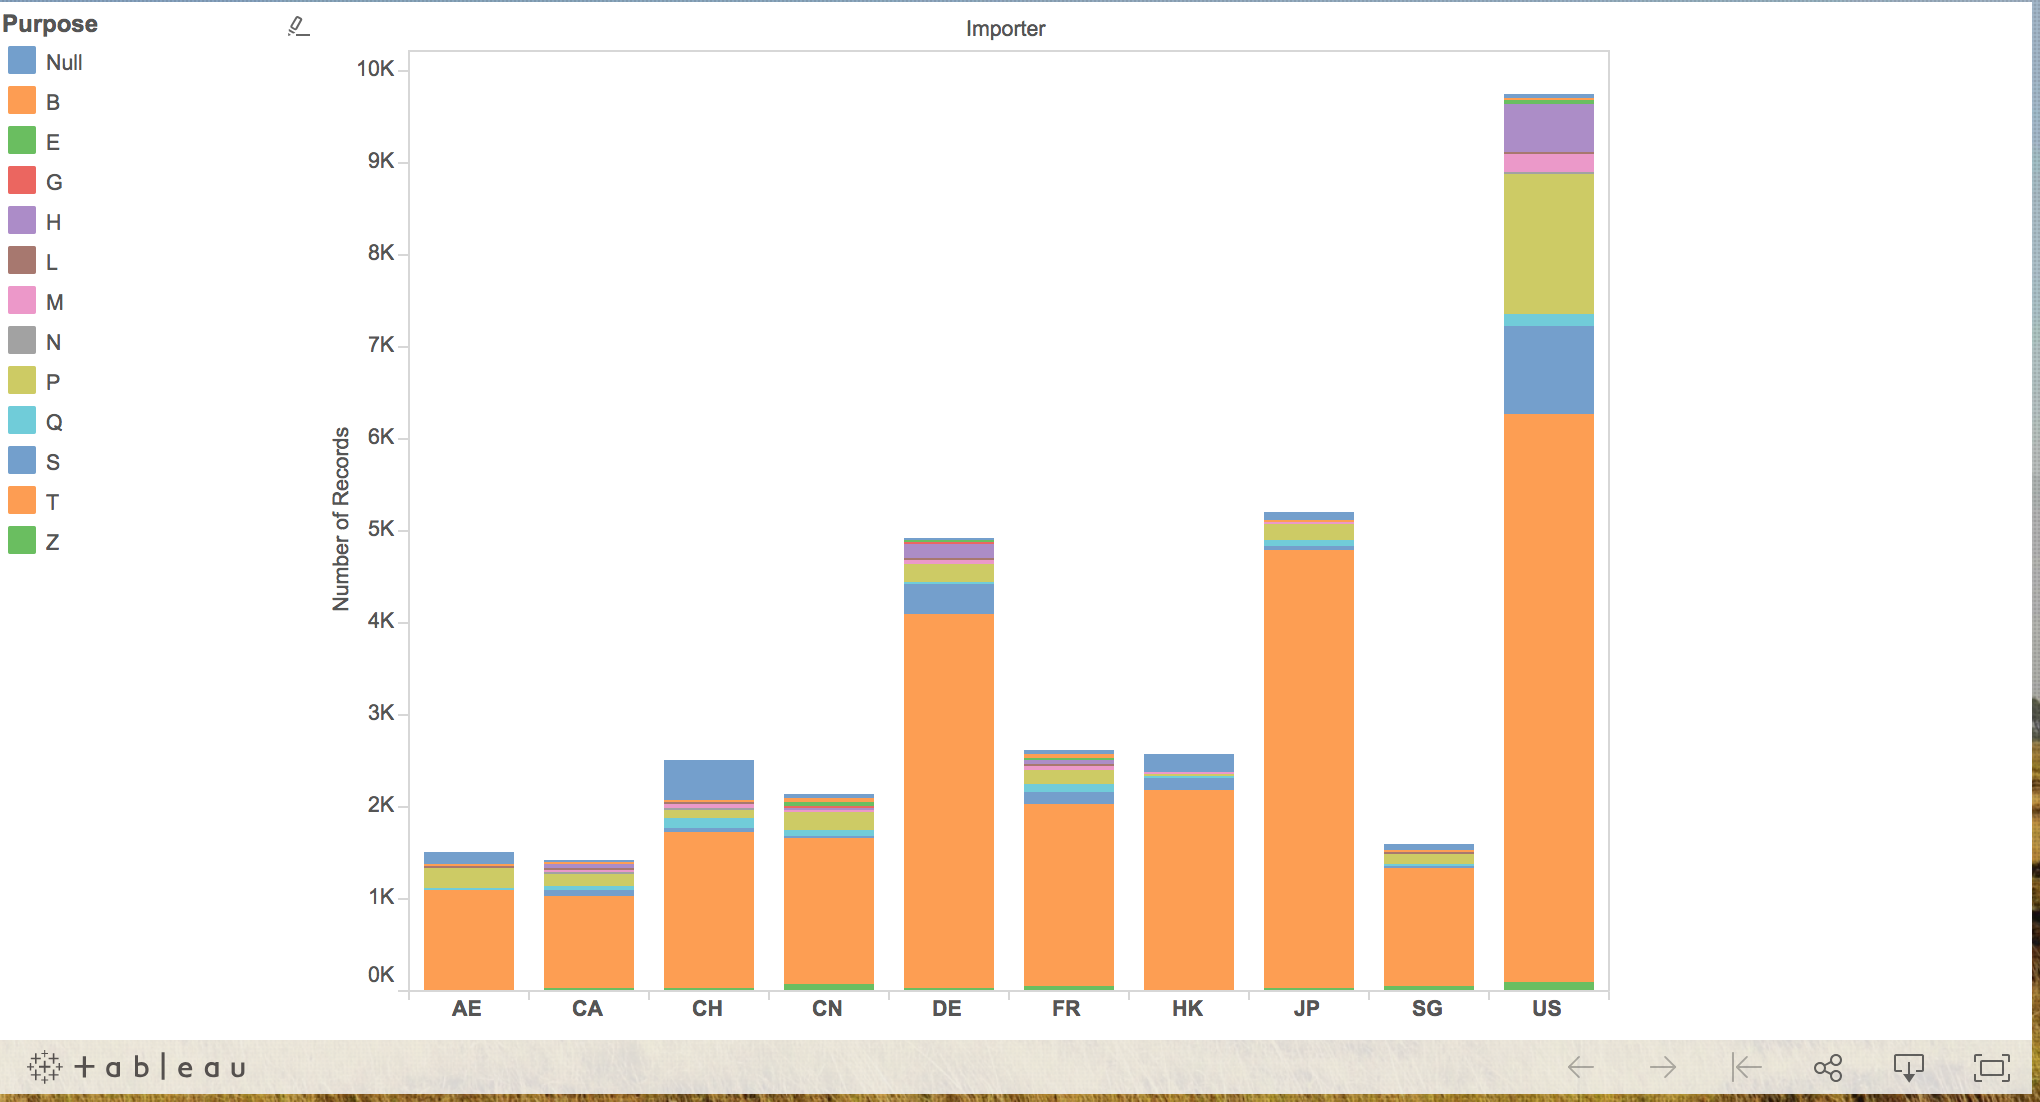 Purpose
Null
B
E
G
H
L
M
N
P
Q
S
T
Z
Importer
Number of Records
10K
9K
8K
7K
6K
5K
4K
3K
2K
1K
0K
AE CA CH CN DE FR HK JP SG US
+ableau